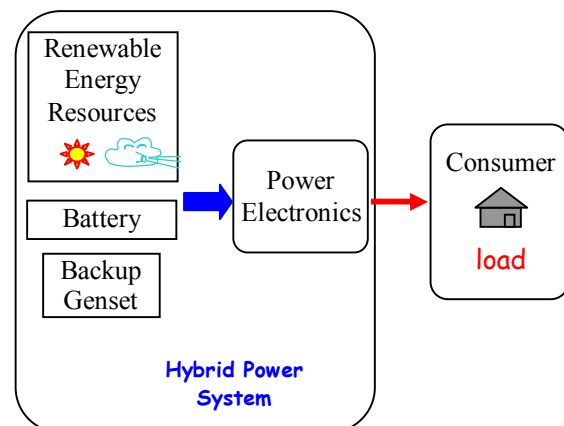 Renewable
Energy
Resources
Battery
Backup
Genset
Power
Electronics
Hybrid Power
System
Consumer
load